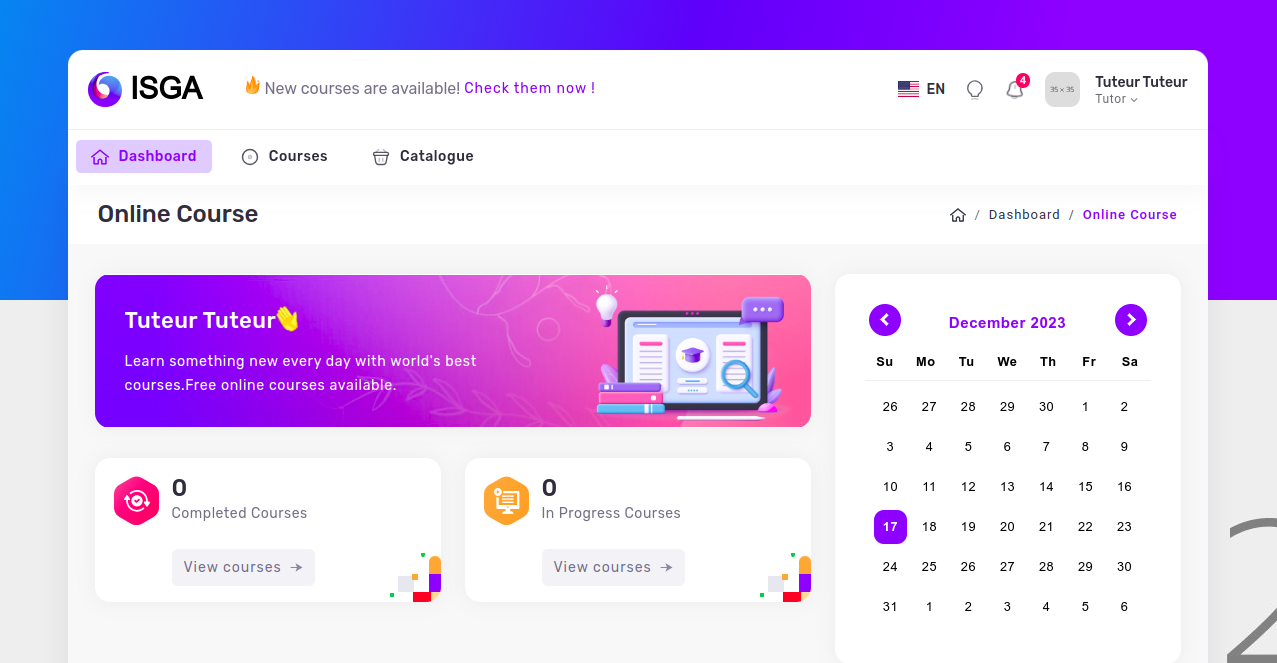 ISGA
New courses are available! Check them now !
EN
4
35 x 35
Tuteur Tuteur
Tutor
Dashboard
Courses
Catalogue
Online Course
/ Dashboard / Online Course
Tuteur Tuteur
Learn something new every day with world's best
courses.Free online courses available.
0
Completed Courses
View courses
0
In Progress Courses
View courses
December 2023
Su Mo Tu We Th Fr Sa
26 27 28 29 30 1 2
3 4 5 6 7 8 9
10 11 12 13 14 15 16
17 18 19 20 21 22 23
24 25 26 27 28 29 30
31 1 2 3 4 5 6
2